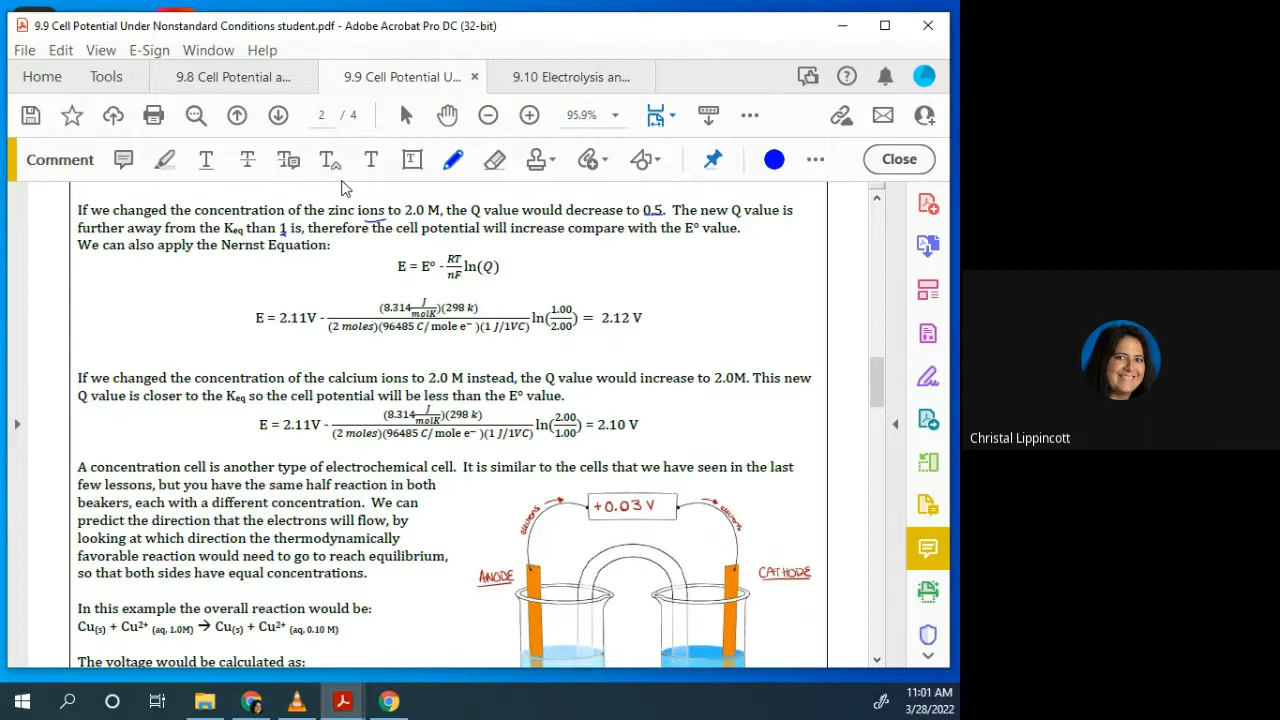 9.9 Cell Potential Under Nonstandard Conditions student.pdf - Adobe Acrobat Pro DC (32-bit)
File Edit View E-Sign Window Help
Home Tools 9.8 Cell Potential a... 9.9 Cell Potential U... × 9.10 Electrolysis an...
2 / 4 95.9%
Comment Close
If we changed the concentration of the zinc ions to 2.0 M, the Q value would decrease to 0.5. The new Q value is
further away from the Keq than 1 is, therefore the cell potential will increase compare with the E° value.
We can also apply the Nernst Equation:
E = E° - RT/nF ln(Q)
E = 2.11V - (8.314 J/molK)(298 k)/(2 moles)(96485 C/mole e⁻)(1 J/1VC) ln(1.00/2.00) = 2.12 V
If we changed the concentration of the calcium ions to 2.0 M instead, the Q value would increase to 2.0M. This new
Q value is closer to the Keq so the cell potential will be less than the E° value.
E = 2.11V - (8.314 J/molK)(298 k)/(2 moles)(96485 C/mole e⁻)(1 J/1VC) ln(2.00/1.00) = 2.10 V
A concentration cell is another type of electrochemical cell. It is similar to the cells that we have seen in the last
few lessons, but you have the same half reaction in both
beakers, each with a different concentration. We can
predict the direction that the electrons will flow, by
looking at which direction the thermodynamically
favorable reaction would need to go to reach equilibrium,
so that both sides have equal concentrations.
In this example the overall reaction would be:
Cu(s) + Cu²⁺ (aq, 1.0M) → Cu(s) + Cu²⁺ (aq, 0.10 M)
The voltage would be calculated as:
+0.03 V
electrons
electrons
ANODE
CATHODE
Christal Lippincott
11:01 AM
3/28/2022